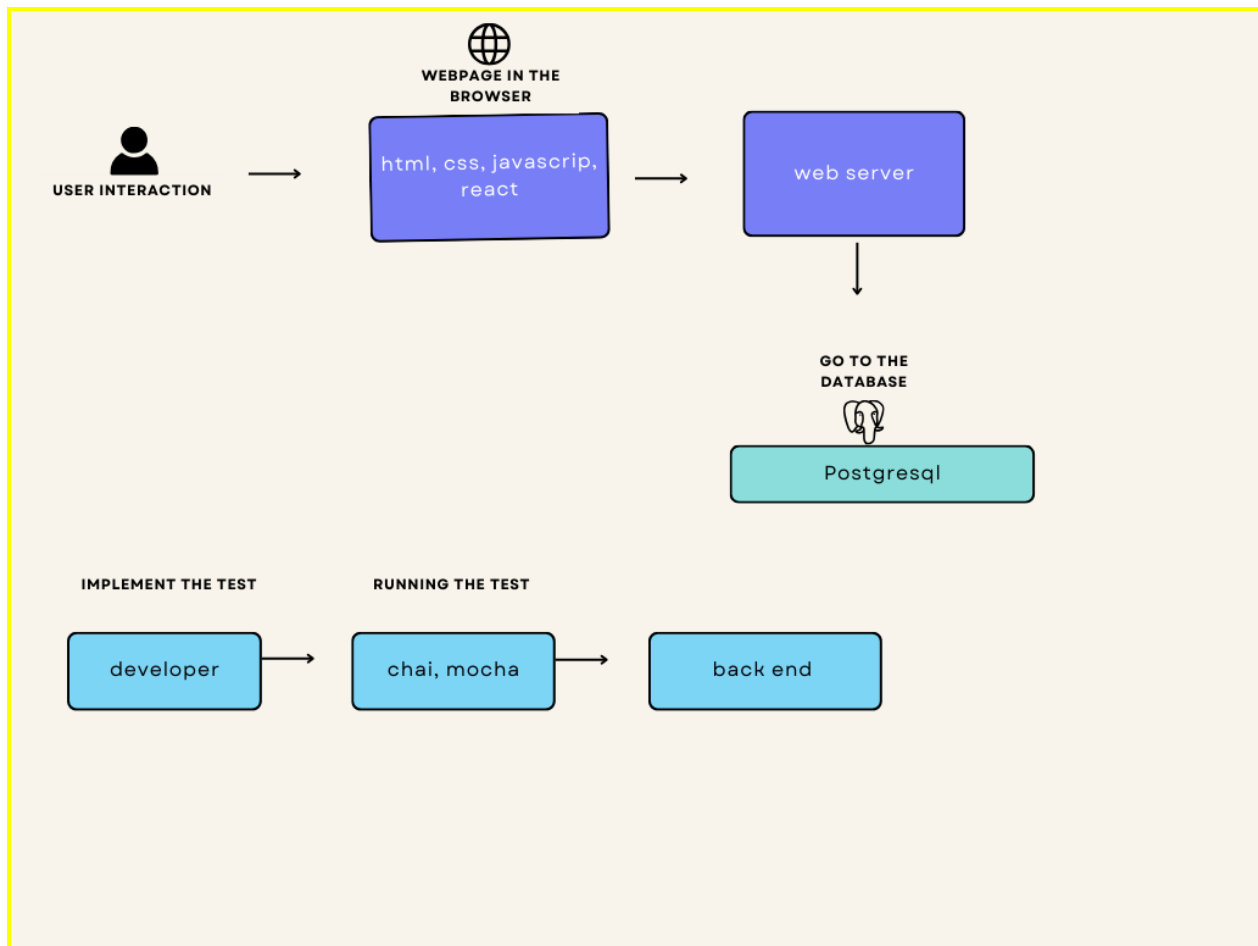 WEBPAGE IN THE
BROWSER
USER INTERACTION
html, css, javascrip,
react
web server
GO TO THE
DATABASE
Postgresql
IMPLEMENT THE TEST
RUNNING THE TEST
developer
chai, mocha
back end